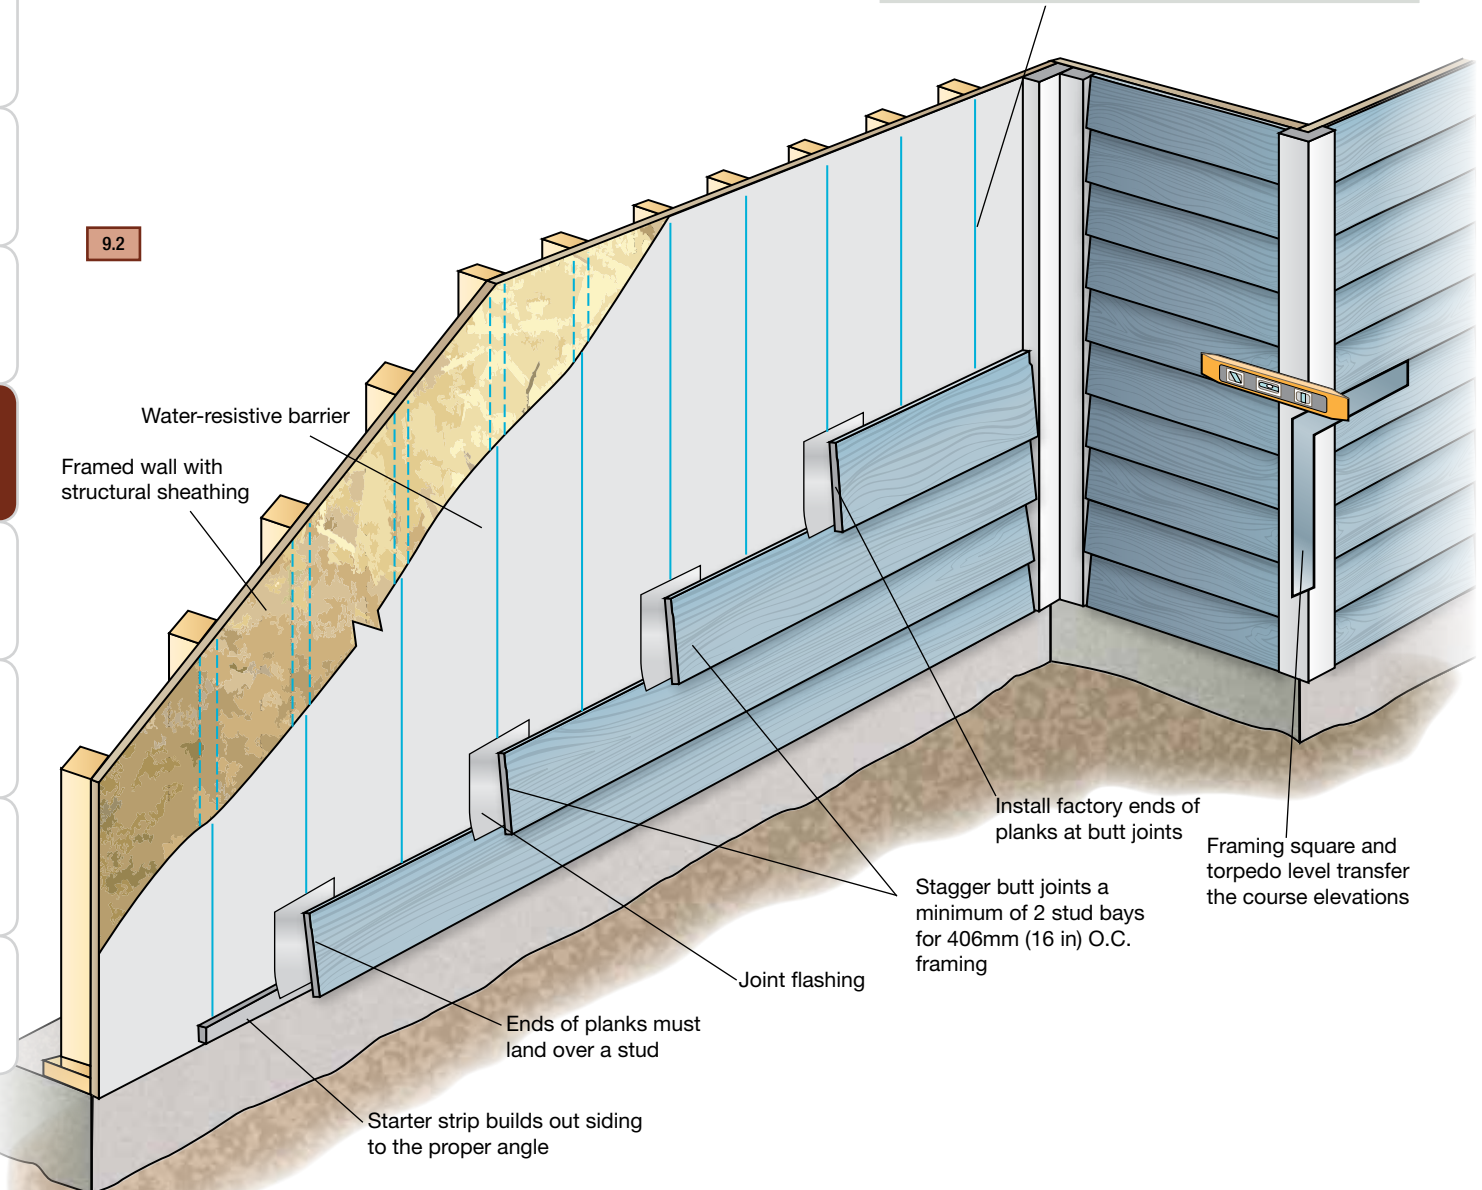 9.2
Water-resistive barrier
Framed wall with
structural sheathing
Install factory ends of
planks at butt joints
Framing square and
torpedo level transfer
the course elevations
Stagger butt joints a
minimum of 2 stud bays
for 406mm (16 in) O.C.
framing
Joint flashing
Ends of planks must
land over a stud
Starter strip builds out siding
to the proper angle